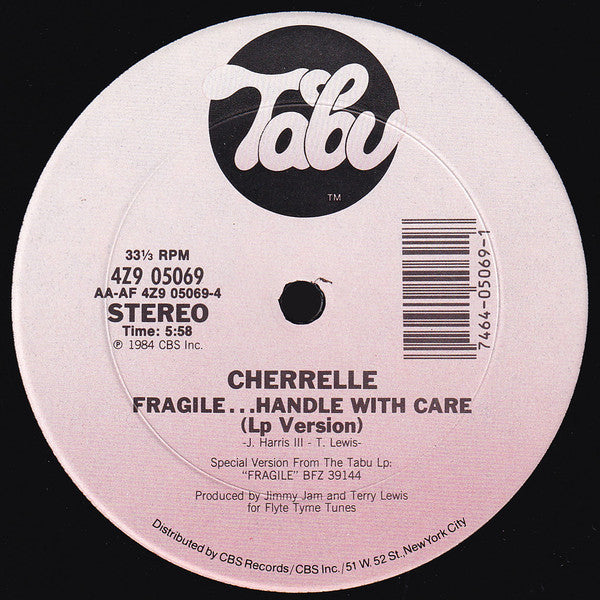 Tabu
TM
33⅓ RPM
4Z9 05069
AA-AF 4Z9 05069-4
STEREO
Time: 5:58
℗ 1984 CBS Inc.
7464-05069-1
CHERRELLE
FRAGILE...HANDLE WITH CARE
(Lp Version)
-J. Harris III - T. Lewis-
Special Version From The Tabu Lp:
"FRAGILE" BFZ 39144
Produced by Jimmy Jam and Terry Lewis
for Flyte Tyme Tunes
Distributed by CBS Records/CBS Inc./51 W. 52 St., New York City